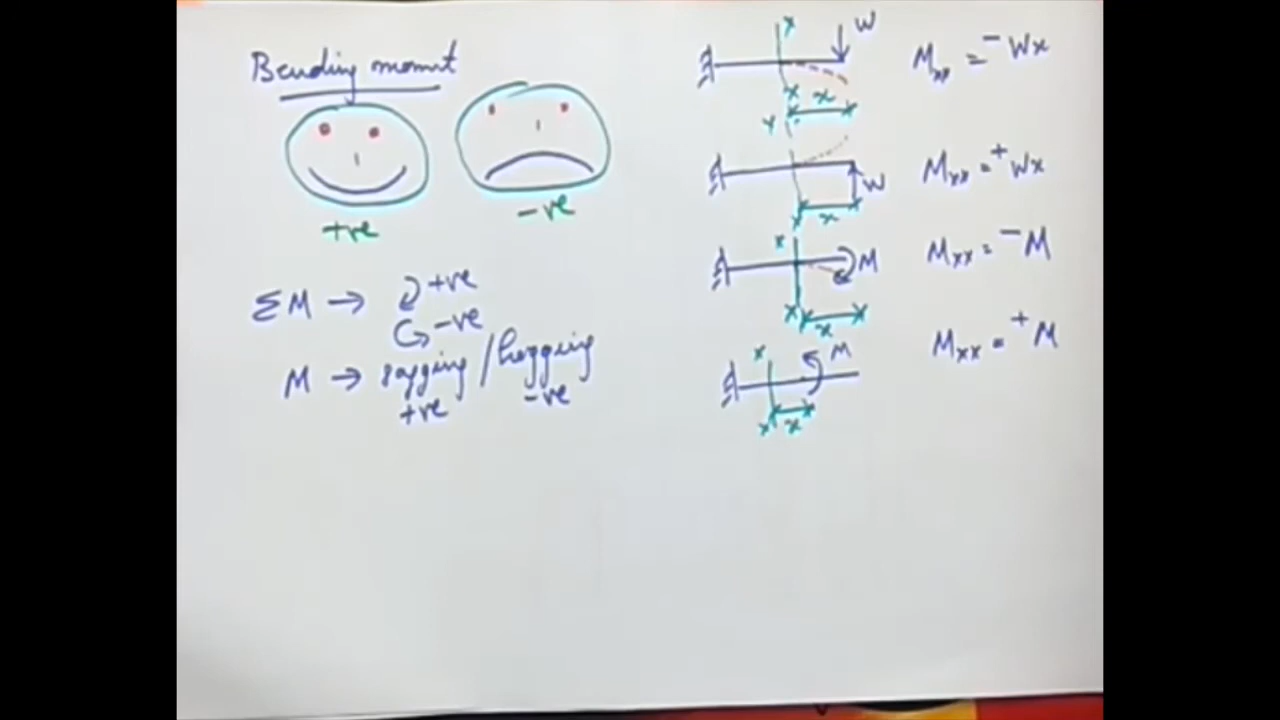 Bending moment
+ve
-ve
ΣM → +ve
-ve
M → sagging / hogging
+ve -ve
x W
x x
Mxx = -Wx
x
W
x x
Mxx = +Wx
x M
x x
Mxx = -M
x M
x x
Mxx = +M